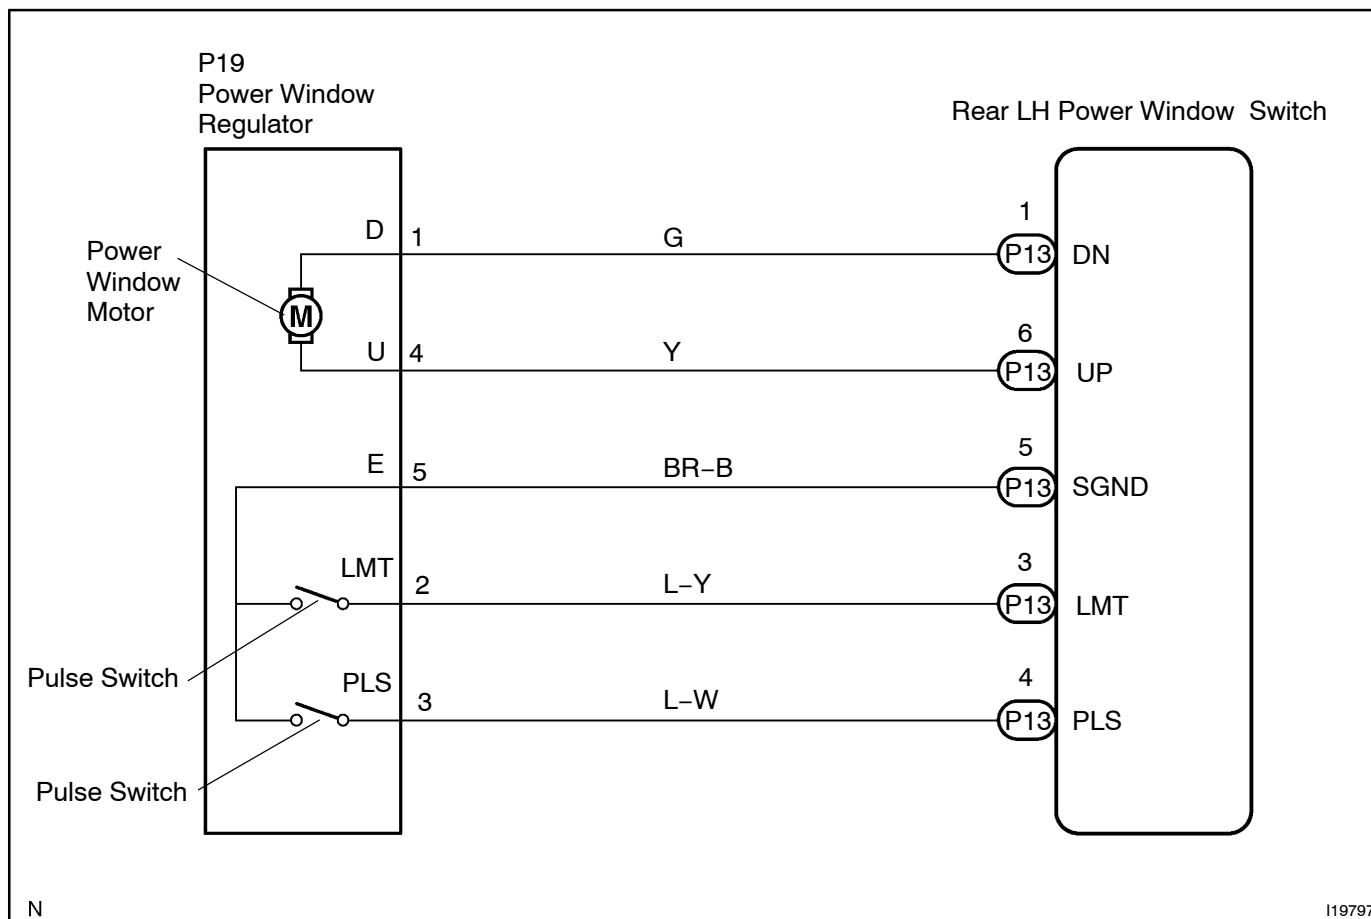 P19
Power Window
Regulator
Rear LH Power Window Switch
Power
Window
Motor
M
D
1
G
1
P13
DN
U
4
Y
6
P13
UP
E
5
BR–B
5
P13
SGND
LMT
2
L–Y
3
P13
LMT
Pulse Switch
PLS
3
L–W
4
P13
PLS
Pulse Switch
N
I19797